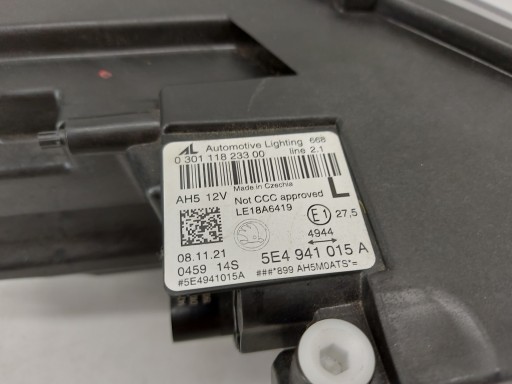 AL Automotive Lighting 668
0 301 118 233 00 line 2.1
Made in Czechia
AH5 12V Not CCC approved L
LE18A6419
E1 27,5
4944
08.11.21
0459 14S 5E4 941 015 A
#5E4941015A ###*899 AH5M0ATS*=